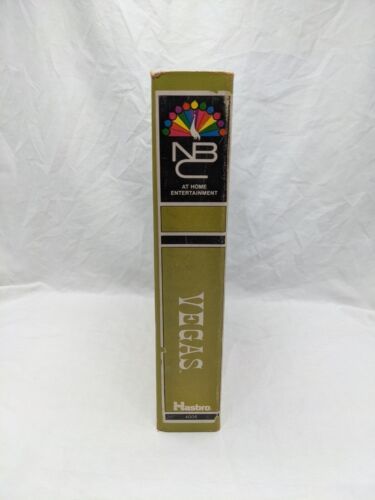 NBC
AT HOME
ENTERTAINMENT
VEGAS
Hasbro